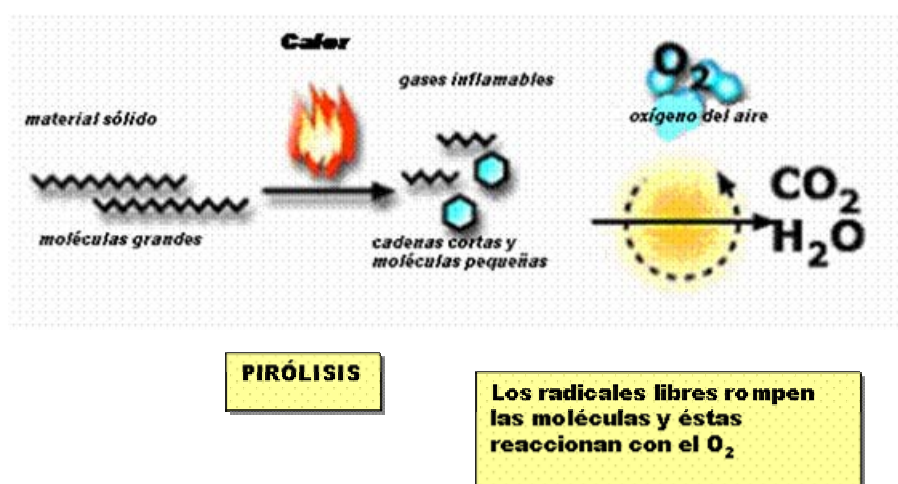 Calor
gases inflamables
material sólido
moléculas grandes
cadenas cortas y
moléculas pequeñas
O₂
oxígeno del aire
CO₂
H₂O
PIRÓLISIS
Los radicales libres rompen
las moléculas y éstas
reaccionan con el O₂